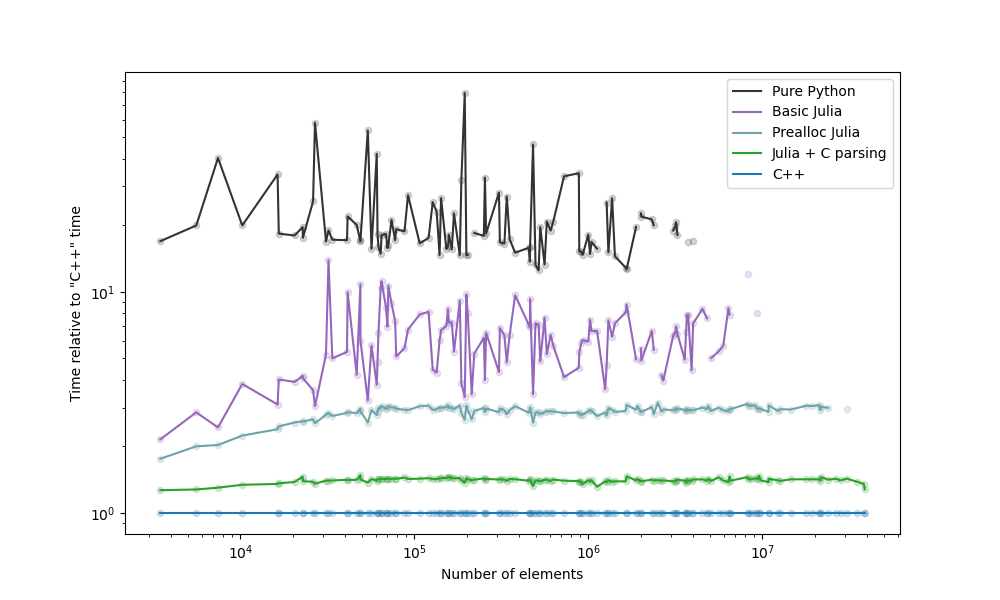 Time relative to "C++" time
10¹
10⁰
Pure Python
Basic Julia
Prealloc Julia
Julia + C parsing
C++
10⁴ 10⁵ 10⁶ 10⁷
Number of elements